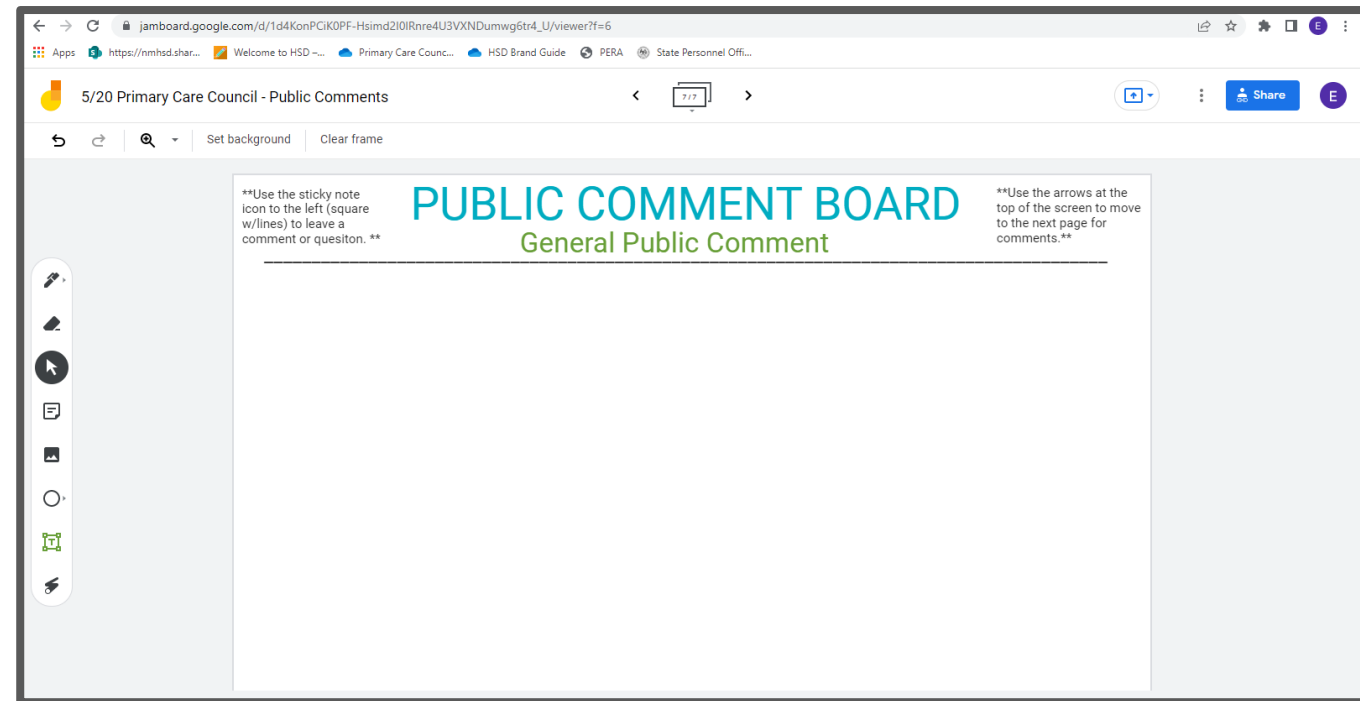 jamboard.google.com/d/1d4KonPCiK0PF-Hsimd2I0IRnre4U3VXNDumwg6tr4_U/viewer?f=6
E
Apps https://nmhsd.shar... Welcome to HSD –... Primary Care Counc... HSD Brand Guide PERA State Personnel Offi...
5/20 Primary Care Council - Public Comments
7/7
Share
E
Set background Clear frame
**Use the sticky note
icon to the left (square
w/lines) to leave a
comment or quesiton. **
PUBLIC COMMENT BOARD
General Public Comment
**Use the arrows at the
top of the screen to move
to the next page for
comments.**
T